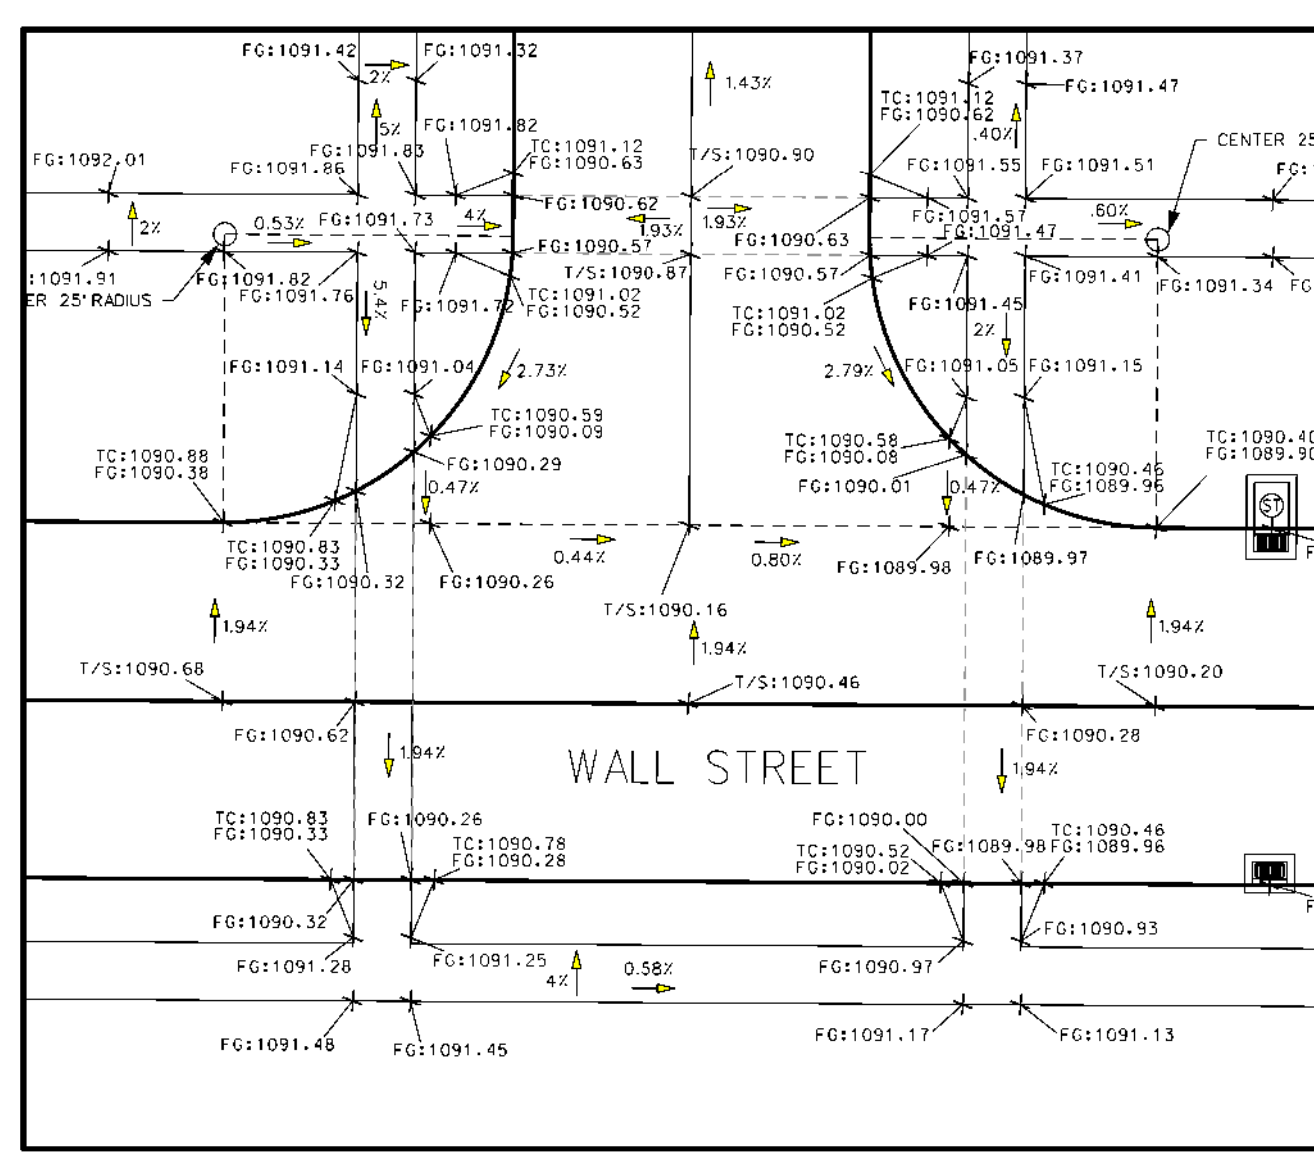 FG:1091.42
FG:1091.32
2%
1.43%
FG:1091.37
FG:1091.47
TC:1091.12
FG:1090.62
5%
FG:1091.82
.40%
CENTER 25
FG:1092.01
FG:1091.83
FG:1091.86
TC:1091.12
FG:1090.63
T/S:1090.90
FG:1091.55
FG:1091.51
FG:
2%
0.53%
FG:1091.73
4%
FG:1090.62
1.93%
1.93%
FG:1091.57
FG:1091.47
.60%
FG:1090.63
FG:1090.57
:1091.91
FG:1091.82
FG:1091.76
ER 25' RADIUS
5.4%
FG:1091.72
T/S:1090.87
TC:1091.02
FG:1090.52
FG:1090.57
FG:1091.41
FG:1091.34
FG
FG:1091.45
TC:1091.02
FG:1090.52
2%
FG:1091.14
FG:1091.04
2.73%
2.79%
FG:1091.05
FG:1091.15
TC:1090.59
FG:1090.09
TC:1090.88
FG:1090.38
FG:1090.29
TC:1090.58
FG:1090.08
TC:1090.40
FG:1089.90
FG:1090.01
TC:1090.46
FG:1089.96
0.47%
0.47%
ST
TC:1090.83
FG:1090.33
FG:1090.32
FG:1090.26
0.44%
0.80%
FG:1089.98
FG:1089.97
F
T/S:1090.16
1.94%
1.94%
1.94%
T/S:1090.68
T/S:1090.46
T/S:1090.20
FG:1090.62
FG:1090.28
1.94%
WALL STREET
1.94%
TC:1090.83
FG:1090.33
FG:1090.26
TC:1090.78
FG:1090.28
FG:1090.00
TC:1090.52
FG:1090.02
FG:1089.98
TC:1090.46
FG:1089.96
FG:1090.32
F
FG:1090.93
FG:1091.28
FG:1091.25
4%
0.58%
FG:1090.97
FG:1091.48
FG:1091.45
FG:1091.17
FG:1091.13